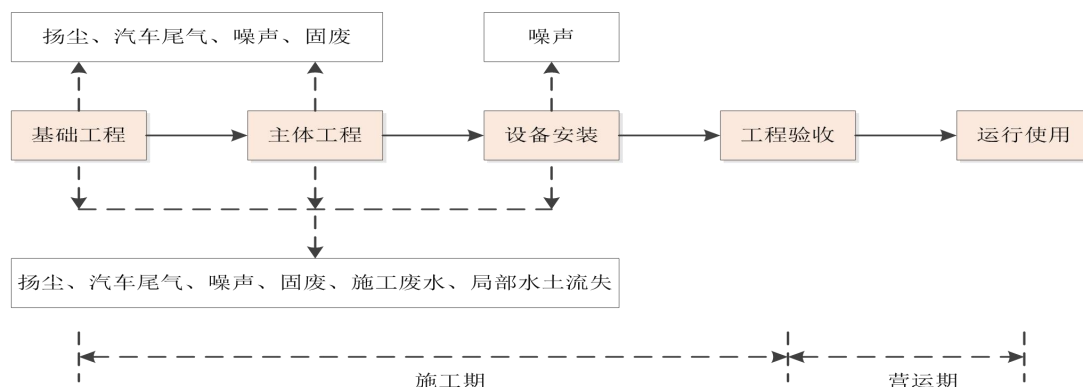 扬尘、汽车尾气、噪声、固废
噪声
基础工程
主体工程
设备安装
工程验收
运行使用
扬尘、汽车尾气、噪声、固废、施工废水、局部水土流失
施工期
营运期